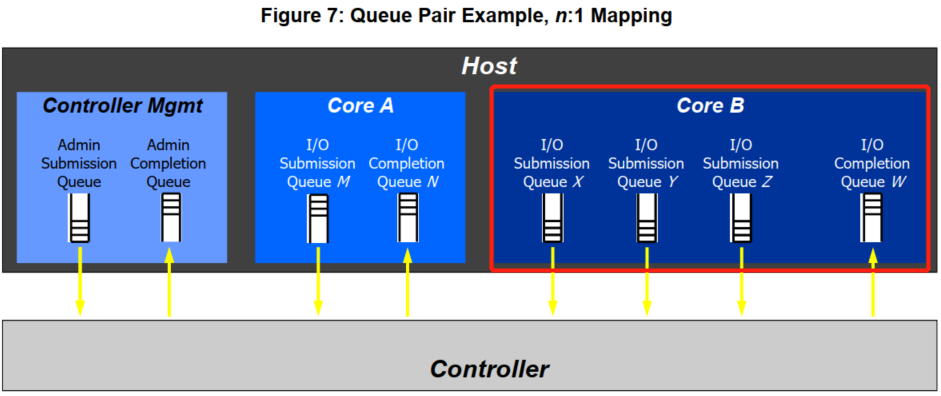 Figure 7: Queue Pair Example, n:1 Mapping
Host
Controller Mgmt
Admin
Submission
Queue
Admin
Completion
Queue
Core A
I/O
Submission
Queue M
I/O
Completion
Queue N
Core B
I/O
Submission
Queue X
I/O
Submission
Queue Y
I/O
Submission
Queue Z
I/O
Completion
Queue W
Controller